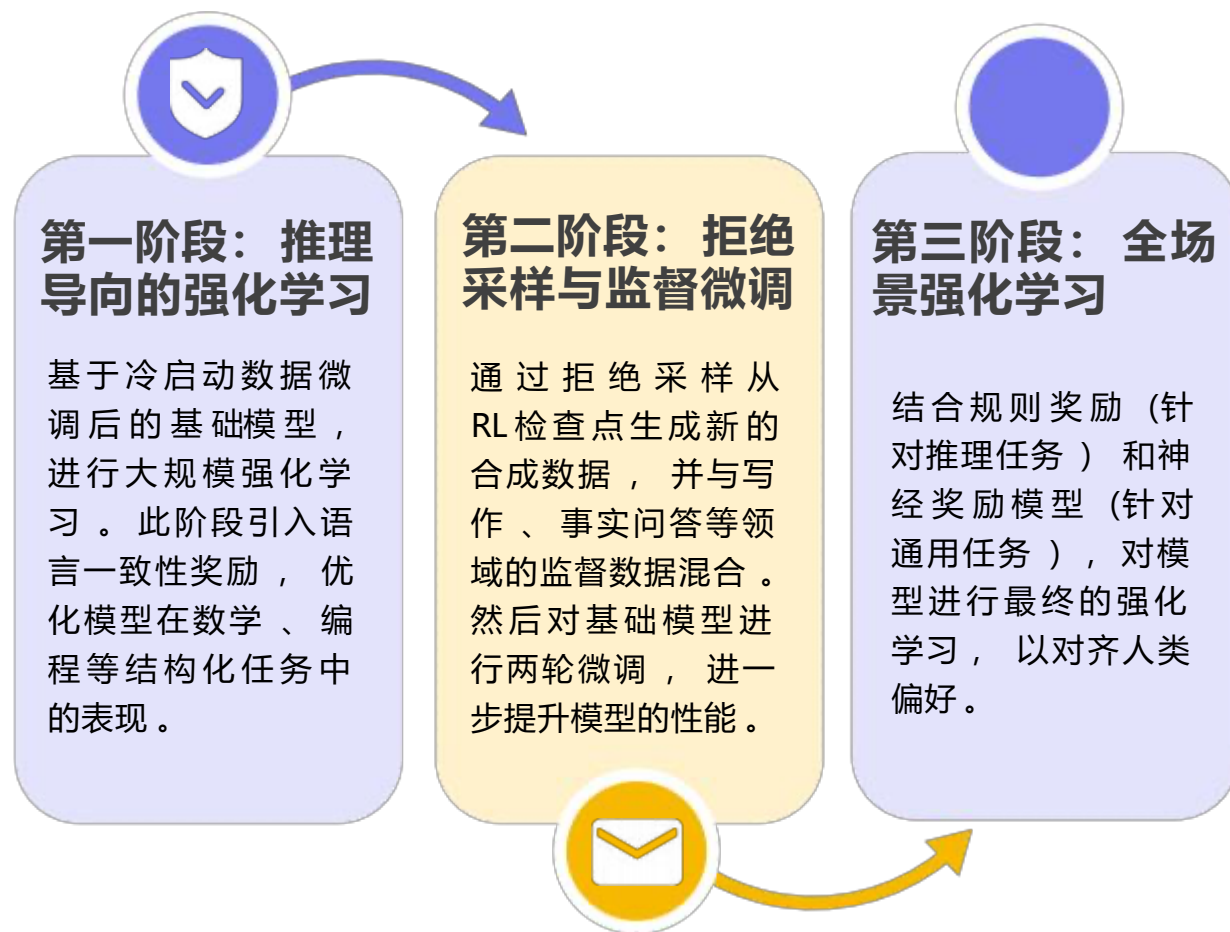 第一阶段： 推理
导向的强化学习
基于冷启动数据微
调后的基础模型，
进行大规模强化学
习 。 此阶段引入语
言一致性奖励 ， 优
化模型在数学 、 编
程等结构化任务中
的表现 。
第二阶段： 拒绝
采样与监督微调
通过拒绝采样从
RL检查点生成新的
合成数据 ， 并与写
作 、 事实问答等领
域的监督数据混合 。
然后对基础模型进
行两轮微调 ， 进一
步提升模型的性能 。
第三阶段： 全场
景强化学习
结合规则奖励 (针
对推理任务 ） 和神
经奖励模型 (针对
通用任务 ） ， 对模
型进行最终的强化
学习 ， 以对齐人类
偏好 。